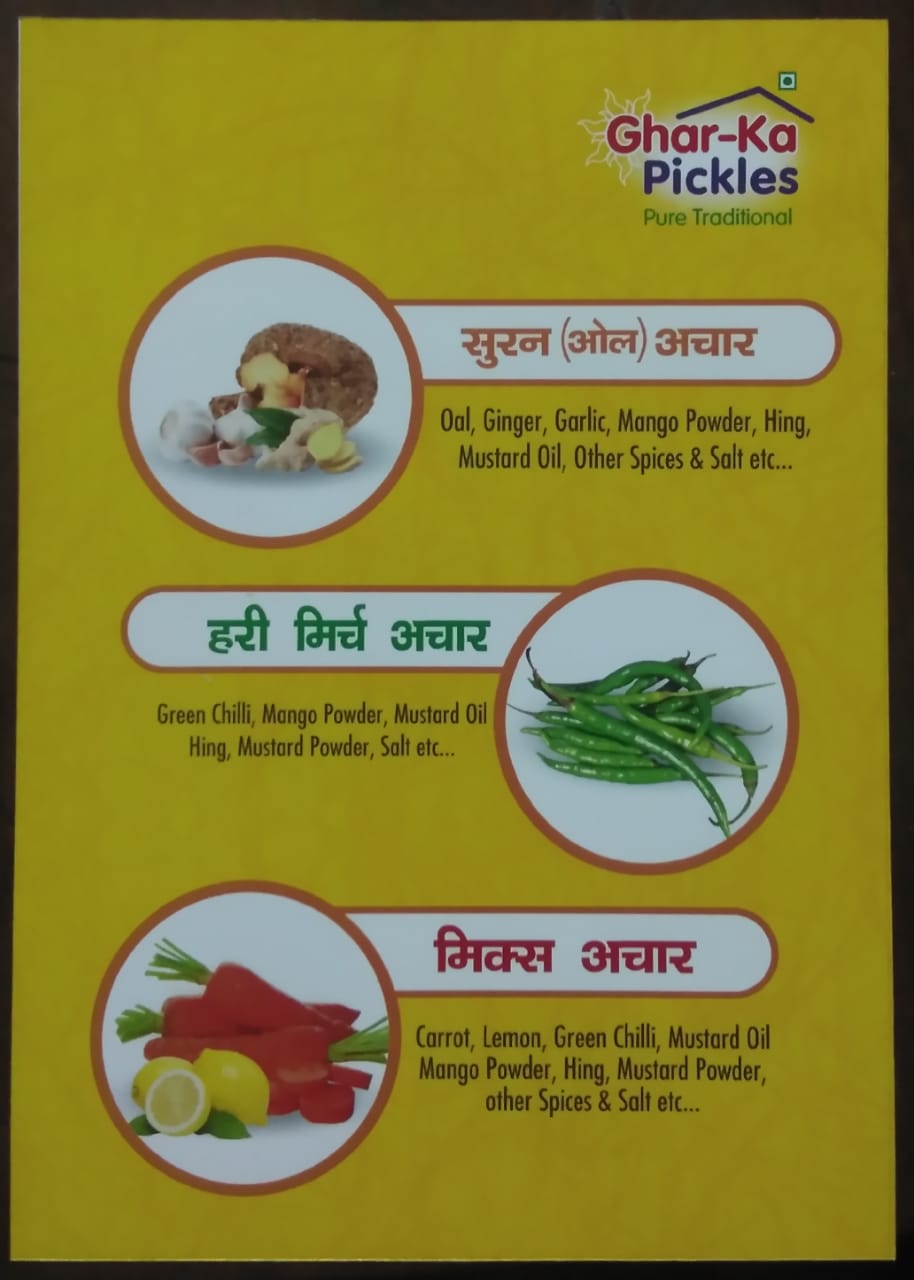 Ghar-Ka
Pickles
Pure Traditional
सुरन (ओल) अचार
Oal, Ginger, Garlic, Mango Powder, Hing,
Mustard Oil, Other Spices & Salt etc...
हरी मिर्च अचार
Green Chilli, Mango Powder, Mustard Oil
Hing, Mustard Powder, Salt etc...
मिक्स अचार
Carrot, Lemon, Green Chilli, Mustard Oil
Mango Powder, Hing, Mustard Powder,
other Spices & Salt etc...